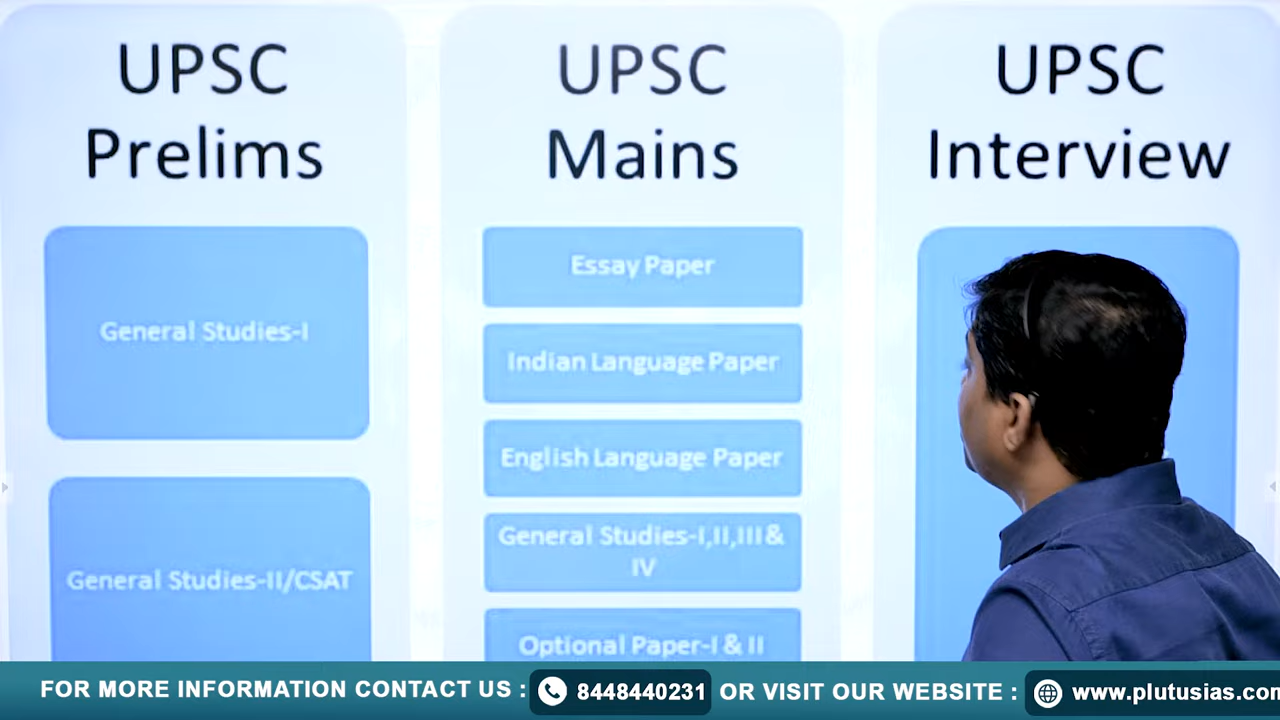 UPSC
Prelims
General Studies-I
General Studies-II/CSAT
UPSC
Mains
Essay Paper
Indian Language Paper
English Language Paper
General Studies-I,II,III &
IV
Optional Paper-I & II
UPSC
Interview
FOR MORE INFORMATION CONTACT US : 8448440231 OR VISIT OUR WEBSITE : www.plutusias.com